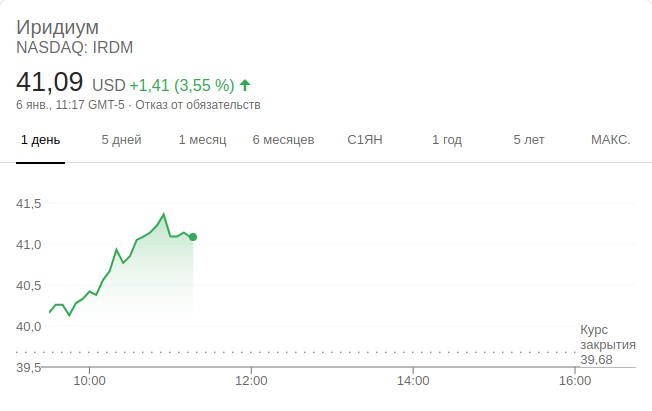 Иридиум
NASDAQ: IRDM
41,09 USD +1,41 (3,55 %)
6 янв., 11:17 GMT-5 · Отказ от обязательств
1 день 5 дней 1 месяц 6 месяцев С1ЯН 1 год 5 лет МАКС.
41,5
41,0
40,5
40,0
Курс
закрытия
39,68
39,5
10:00 12:00 14:00 16:00